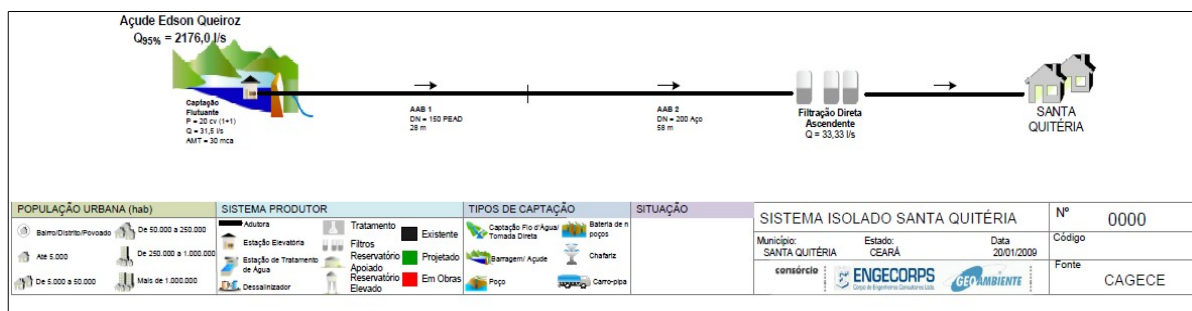 Açude Edson Queiroz
Q95% = 2176,0 l/s
Captação
Flutuante
P = 20 cv (1+1)
Q = 31,5 l/s
AMT = 30 mca
AAB 1
DN = 150 PEAD
28 m
AAB 2
DN = 200 Aço
58 m
Filtração Direta
Ascendente
Q = 33,33 l/s
SANTA
QUITÉRIA
POPULAÇÃO URBANA (hab)
Bairro/Distrito/Povoado
De 50.000 a 250.000
Até 5.000
De 250.000 a 1.000.000
De 5.000 a 50.000
Mais de 1.000.000
SISTEMA PRODUTOR
Adutora
Estação Elevatória
Estação de Tratamento
de Água
Dessalinizador
Tratamento
Filtros
Reservatório
Apoiado
Reservatório
Elevado
Existente
Projetado
Em Obras
TIPOS DE CAPTAÇÃO
Captação Fio d'Água/
Tomada Direta
Barragem/ Açude
Poço
Bateria de n
poços
Chafariz
Carro-pipa
SITUAÇÃO
SISTEMA ISOLADO SANTA QUITÉRIA
Município:
SANTA QUITÉRIA
Estado:
CEARÁ
Data
20/01/2009
Nº
0000
Código
Fonte
CAGECE
consórcio
ENGECORPS
Corpo de Engenheiros Consultores Ltda
GEOAMBIENTE